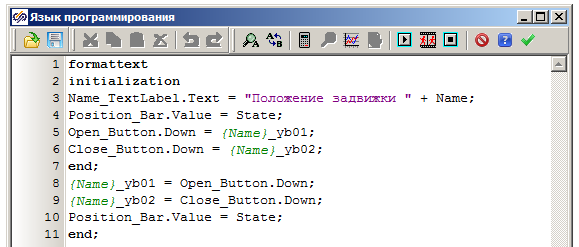 Язык программирования
1 formattext
2 initialization
3 Name_TextLabel.Text = "Положение задвижки " + Name;
4 Position_Bar.Value = State;
5 Open_Button.Down = {Name}_yb01;
6 Close_Button.Down = {Name}_yb02;
7 end;
8 {Name}_yb01 = Open_Button.Down;
9 {Name}_yb02 = Close_Button.Down;
10 Position_Bar.Value = State;
11 end;